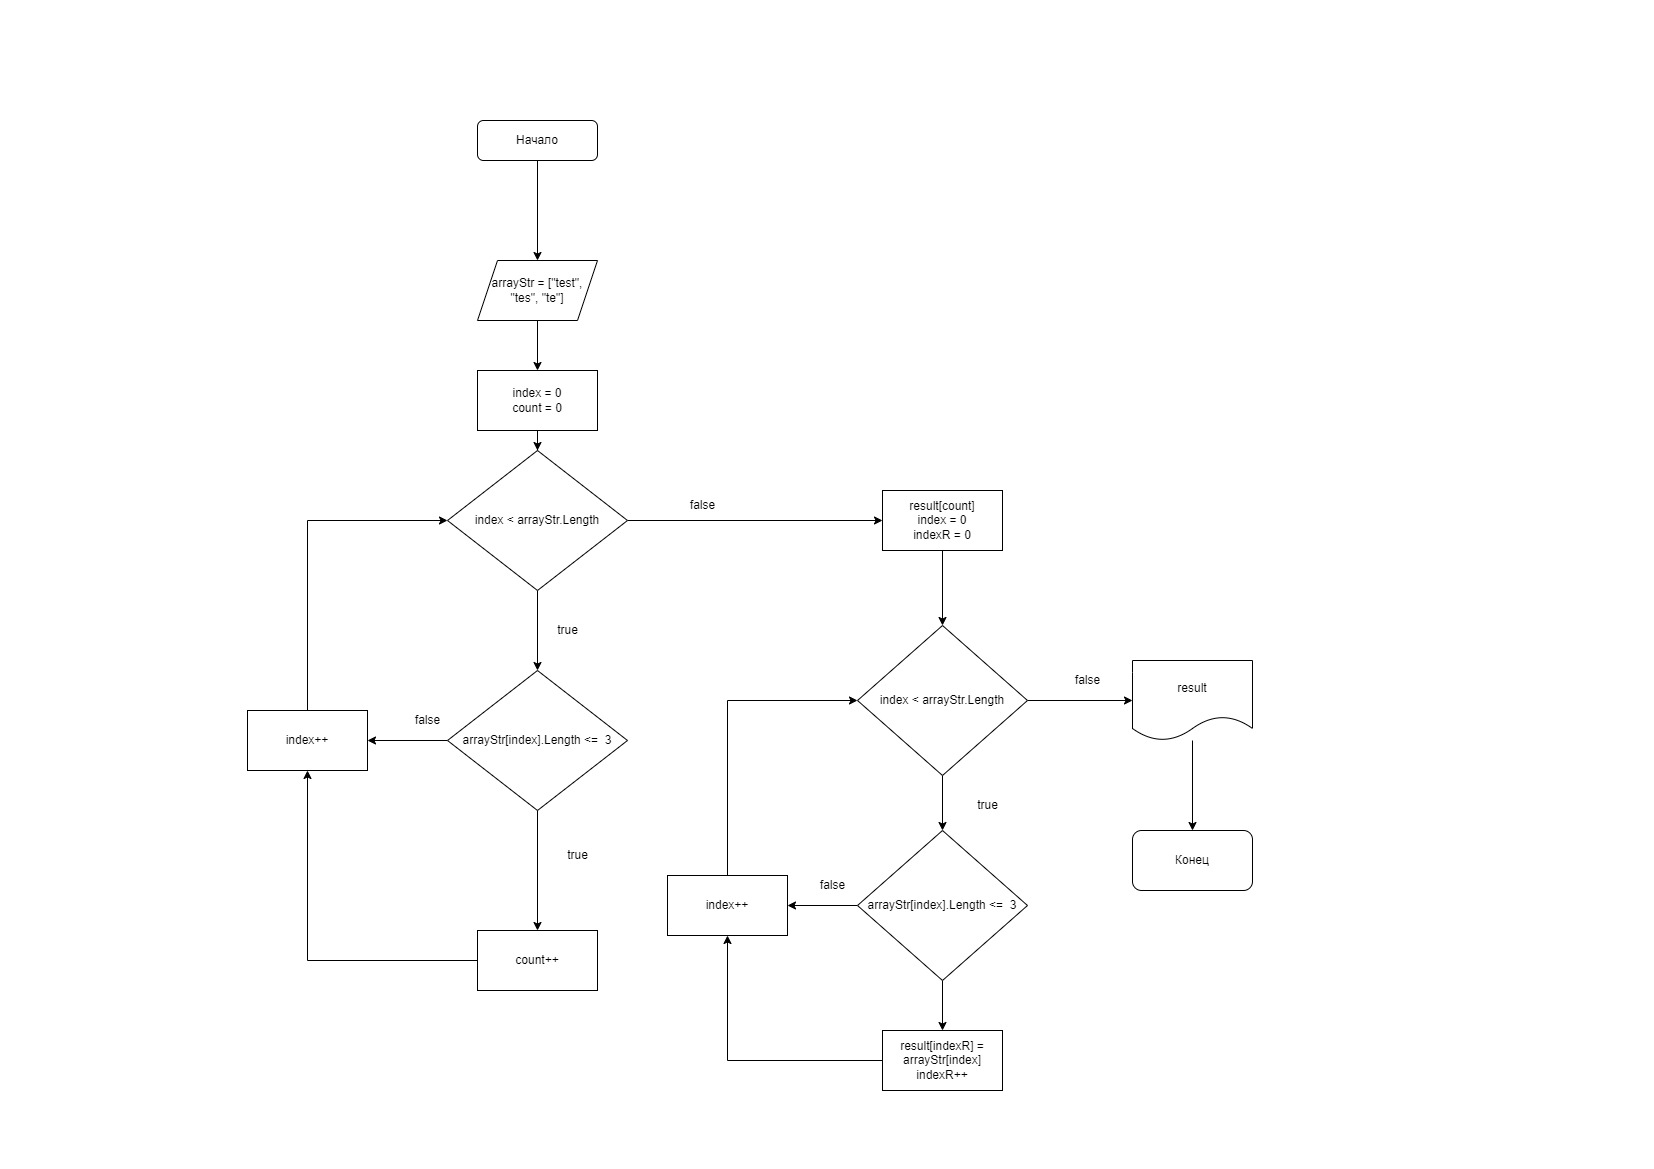 Начало
arrayStr = ["test",
"tes", "te"]
index = 0
count = 0
index < arrayStr.Length
false
true
arrayStr[index].Length <= 3
false
index++
true
count++
result[count]
index = 0
indexR = 0
index < arrayStr.Length
false
result
Конец
true
arrayStr[index].Length <= 3
false
index++
result[indexR] =
arrayStr[index]
indexR++